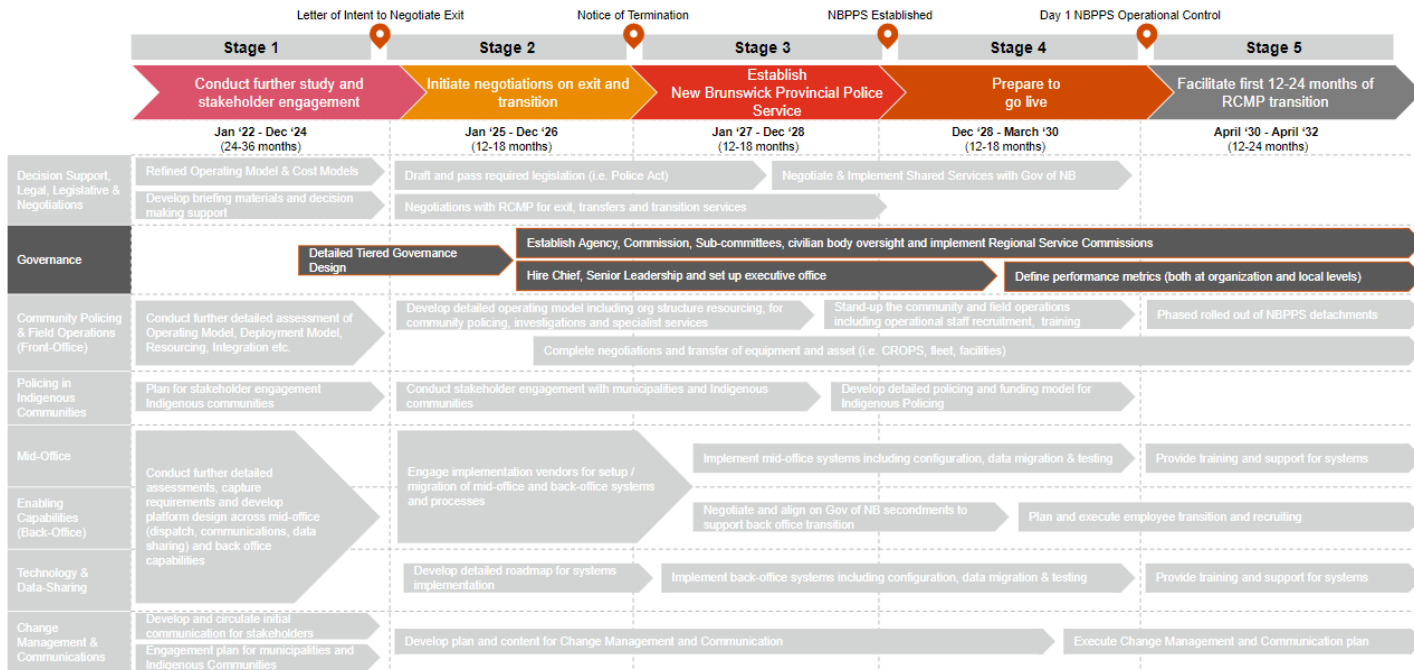 Letter of Intent to Negotiate Exit
Notice of Termination
NBPPS Established
Day 1 NBPPS Operational Control
Stage 1
Stage 2
Stage 3
Stage 4
Stage 5
Conduct further study and
stakeholder engagement
Initiate negotiations on exit and
transition
Establish
New Brunswick Provincial Police
Service
Prepare to
go live
Facilitate first 12-24 months of
RCMP transition
Jan '22 - Dec '24
(24-36 months)
Jan '25 - Dec '26
(12-18 months)
Jan '27 - Dec '28
(12-18 months)
Dec '28 - March '30
(12-18 months)
April '30 - April '32
(12-24 months)
Decision Support,
Legal, Legislative &
Negotiations
Refined Operating Model & Cost Models
Develop briefing materials and decision
making support
Draft and pass required legislation (i.e. Police Act)
Negotiate & Implement Shared Services with Gov of NB
Negotiations with RCMP for exit, transfers and transition services
Governance
Detailed Tiered Governance
Design
Establish Agency, Commission, Sub-committees, civilian body oversight and implement Regional Service Commissions
Hire Chief, Senior Leadership and set up executive office
Define performance metrics (both at organization and local levels)
Community Policing
& Field Operations
(Front-Office)
Conduct further detailed assessment of
Operating Model, Deployment Model,
Resourcing, Integration etc.
Develop detailed operating model including org structure resourcing, for
community policing, investigations and specialist services
Stand-up the community and field operations
including operational staff recruitment, training
Phased rolled out of NBPPS detachments
Complete negotiations and transfer of equipment and asset (i.e. CROPS, fleet, facilities)
Policing in
Indigenous
Communities
Plan for stakeholder engagement
Indigenous communities
Conduct stakeholder engagement with municipalities and Indigenous
communities
Develop detailed policing and funding model for
Indigenous Policing
Mid-Office
Conduct further detailed
assessments, capture
requirements and develop
platform design across mid-office
(dispatch, communications, data
sharing) and back office
capabilities
Engage implementation vendors for setup /
migration of mid-office and back-office systems
and processes
Implement mid-office systems including configuration, data migration & testing
Provide training and support for systems
Enabling
Capabilities
(Back-Office)
Negotiate and align on Gov of NB secondments to
support back office transition
Plan and execute employee transition and recruiting
Technology &
Data-Sharing
Develop detailed roadmap for systems
implementation
Implement back-office systems including configuration, data migration & testing
Provide training and support for systems
Change
Management &
Communications
Develop and circulate initial
communication for stakeholders
Engagement plan for municipalities and
Indigenous Communities
Develop plan and content for Change Management and Communication
Execute Change Management and Communication plan